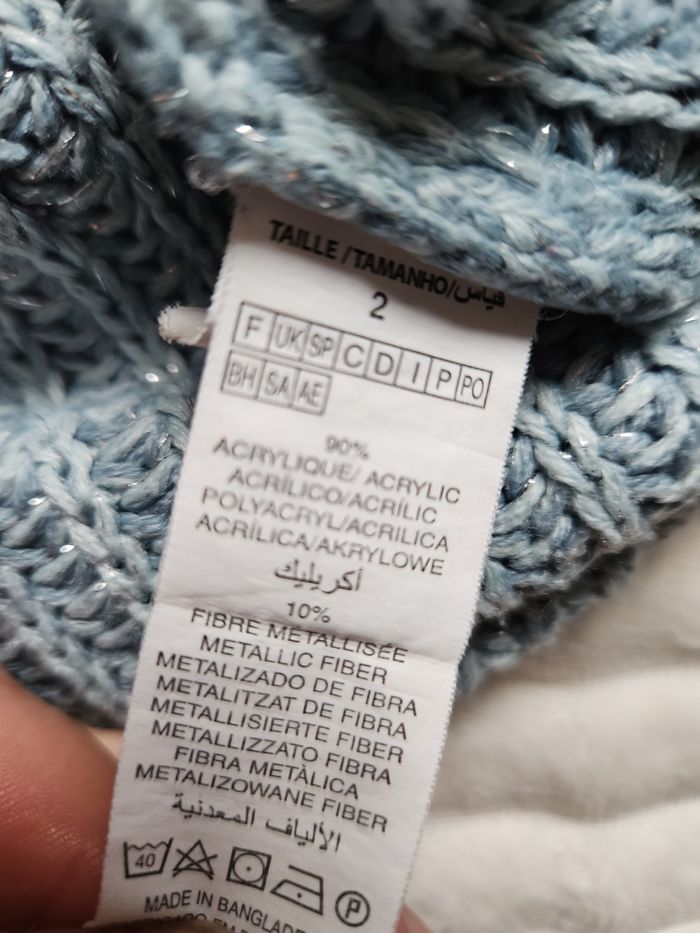 TAILLE/TAMANHO/قياس
2
F UK SP C D I P PO
BH SA AE
90%
ACRYLIQUE/ ACRYLIC
ACRÍLICO/ACRÍLIC
POLYACRYL/ACRILICA
ACRÍLICA/AKRYLOWE
أكريليك
10%
FIBRE METALLISÉE
METALLIC FIBER
METALIZADO DE FIBRA
METALITZAT DE FIBRA
METALLISIERTE FIBER
METALLIZZATO FIBRA
FIBRA METÀLICA
METALIZOWANE FIBER
الألياف المعدنية
40 P
MADE IN BANGLADE